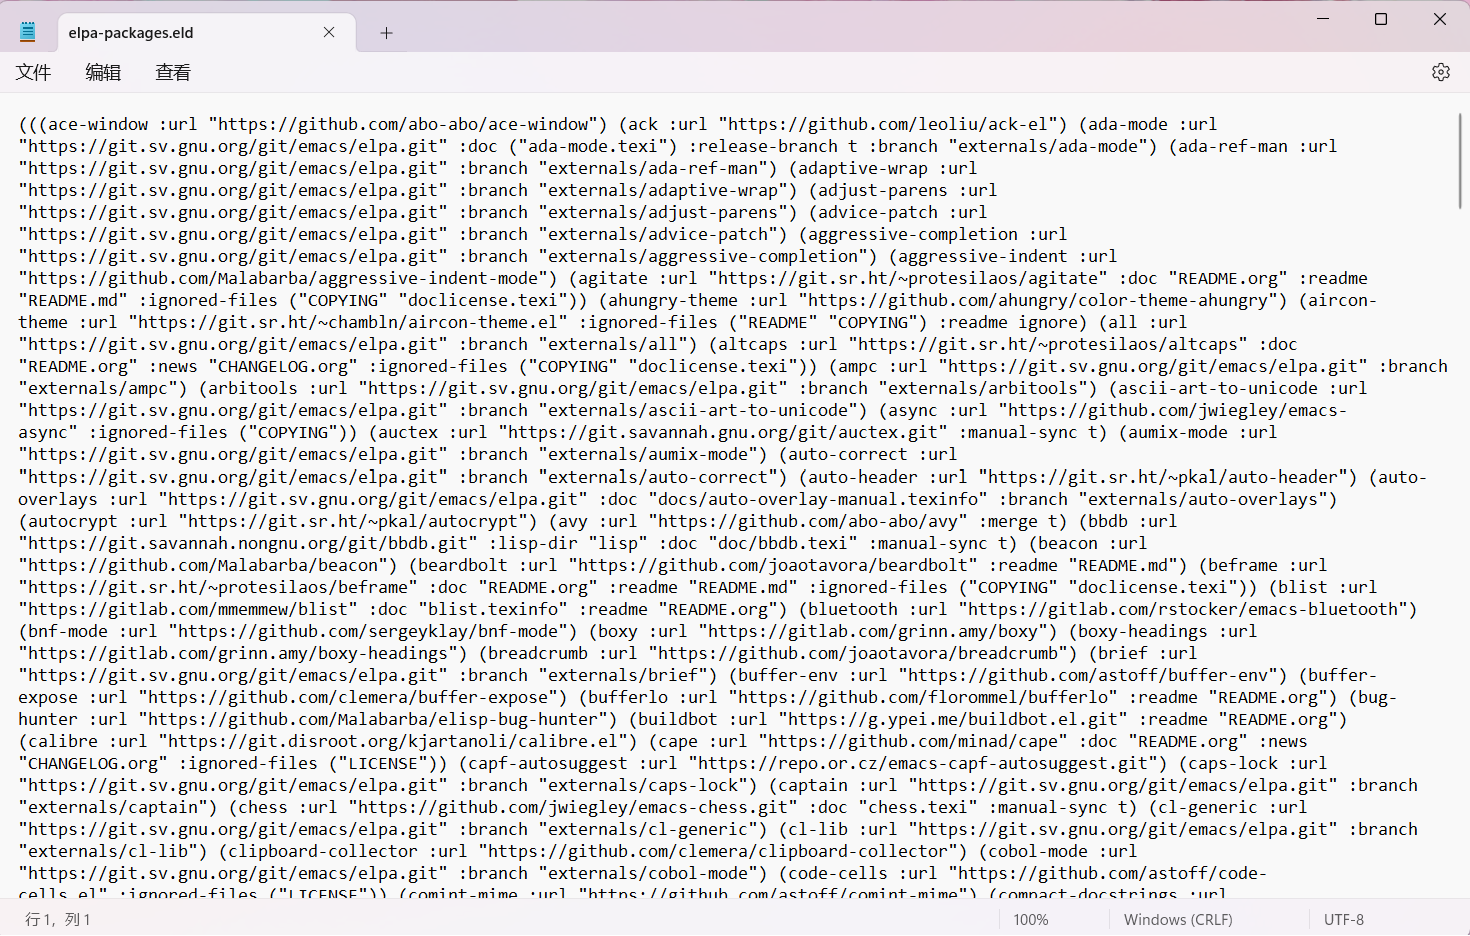 elpa-packages.eld
文件 编辑 查看
(((ace-window :url "https://github.com/abo-abo/ace-window") (ack :url "https://github.com/leoliu/ack-el") (ada-mode :url
"https://git.sv.gnu.org/git/emacs/elpa.git" :doc ("ada-mode.texi") :release-branch t :branch "externals/ada-mode") (ada-ref-man :url
"https://git.sv.gnu.org/git/emacs/elpa.git" :branch "externals/ada-ref-man") (adaptive-wrap :url
"https://git.sv.gnu.org/git/emacs/elpa.git" :branch "externals/adaptive-wrap") (adjust-parens :url
"https://git.sv.gnu.org/git/emacs/elpa.git" :branch "externals/adjust-parens") (advice-patch :url
"https://git.sv.gnu.org/git/emacs/elpa.git" :branch "externals/advice-patch") (aggressive-completion :url
"https://git.sv.gnu.org/git/emacs/elpa.git" :branch "externals/aggressive-completion") (aggressive-indent :url
"https://github.com/Malabarba/aggressive-indent-mode") (agitate :url "https://git.sr.ht/~protesilaos/agitate" :doc "README.org" :readme
"README.md" :ignored-files ("COPYING" "doclicense.texi")) (ahungry-theme :url "https://github.com/ahungry/color-theme-ahungry") (aircon-
theme :url "https://git.sr.ht/~chambln/aircon-theme.el" :ignored-files ("README" "COPYING") :readme ignore) (all :url
"https://git.sv.gnu.org/git/emacs/elpa.git" :branch "externals/all") (altcaps :url "https://git.sr.ht/~protesilaos/altcaps" :doc
"README.org" :news "CHANGELOG.org" :ignored-files ("COPYING" "doclicense.texi")) (ampc :url "https://git.sv.gnu.org/git/emacs/elpa.git" :branch
"externals/ampc") (arbitools :url "https://git.sv.gnu.org/git/emacs/elpa.git" :branch "externals/arbitools") (ascii-art-to-unicode :url
"https://git.sv.gnu.org/git/emacs/elpa.git" :branch "externals/ascii-art-to-unicode") (async :url "https://github.com/jwiegley/emacs-
async" :ignored-files ("COPYING")) (auctex :url "https://git.savannah.gnu.org/git/auctex.git" :manual-sync t) (aumix-mode :url
"https://git.sv.gnu.org/git/emacs/elpa.git" :branch "externals/aumix-mode") (auto-correct :url
"https://git.sv.gnu.org/git/emacs/elpa.git" :branch "externals/auto-correct") (auto-header :url "https://git.sr.ht/~pkal/auto-header") (auto-
overlays :url "https://git.sv.gnu.org/git/emacs/elpa.git" :doc "docs/auto-overlay-manual.texinfo" :branch "externals/auto-overlays")
(autocrypt :url "https://git.sr.ht/~pkal/autocrypt") (avy :url "https://github.com/abo-abo/avy" :merge t) (bbdb :url
"https://git.savannah.nongnu.org/git/bbdb.git" :lisp-dir "lisp" :doc "doc/bbdb.texi" :manual-sync t) (beacon :url
"https://github.com/Malabarba/beacon") (beardbolt :url "https://github.com/joaotavora/beardbolt" :readme "README.md") (beframe :url
"https://git.sr.ht/~protesilaos/beframe" :doc "README.org" :readme "README.md" :ignored-files ("COPYING" "doclicense.texi")) (blist :url
"https://gitlab.com/mmemmew/blist" :doc "blist.texinfo" :readme "README.org") (bluetooth :url "https://gitlab.com/rstocker/emacs-bluetooth")
(bnf-mode :url "https://github.com/sergeyklay/bnf-mode") (boxy :url "https://gitlab.com/grinn.amy/boxy") (boxy-headings :url
"https://gitlab.com/grinn.amy/boxy-headings") (breadcrumb :url "https://github.com/joaotavora/breadcrumb") (brief :url
"https://git.sv.gnu.org/git/emacs/elpa.git" :branch "externals/brief") (buffer-env :url "https://github.com/astoff/buffer-env") (buffer-
expose :url "https://github.com/clemera/buffer-expose") (bufferlo :url "https://github.com/florommel/bufferlo" :readme "README.org") (bug-
hunter :url "https://github.com/Malabarba/elisp-bug-hunter") (buildbot :url "https://g.ypei.me/buildbot.el.git" :readme "README.org")
(calibre :url "https://git.disroot.org/kjartanoli/calibre.el") (cape :url "https://github.com/minad/cape" :doc "README.org" :news
"CHANGELOG.org" :ignored-files ("LICENSE")) (capf-autosuggest :url "https://repo.or.cz/emacs-capf-autosuggest.git") (caps-lock :url
"https://git.sv.gnu.org/git/emacs/elpa.git" :branch "externals/caps-lock") (captain :url "https://git.sv.gnu.org/git/emacs/elpa.git" :branch
"externals/captain") (chess :url "https://github.com/jwiegley/emacs-chess.git" :doc "chess.texi" :manual-sync t) (cl-generic :url
"https://git.sv.gnu.org/git/emacs/elpa.git" :branch "externals/cl-generic") (cl-lib :url "https://git.sv.gnu.org/git/emacs/elpa.git" :branch
"externals/cl-lib") (clipboard-collector :url "https://github.com/clemera/clipboard-collector") (cobol-mode :url
"https://git.sv.gnu.org/git/emacs/elpa.git" :branch "externals/cobol-mode") (code-cells :url "https://github.com/astoff/code-
cells.el" :ignored-files ("LICENSE")) (comint-mime :url "https://github.com/astoff/comint-mime") (compact-docstrings :url
行 1，列 1 100% Windows (CRLF) UTF-8